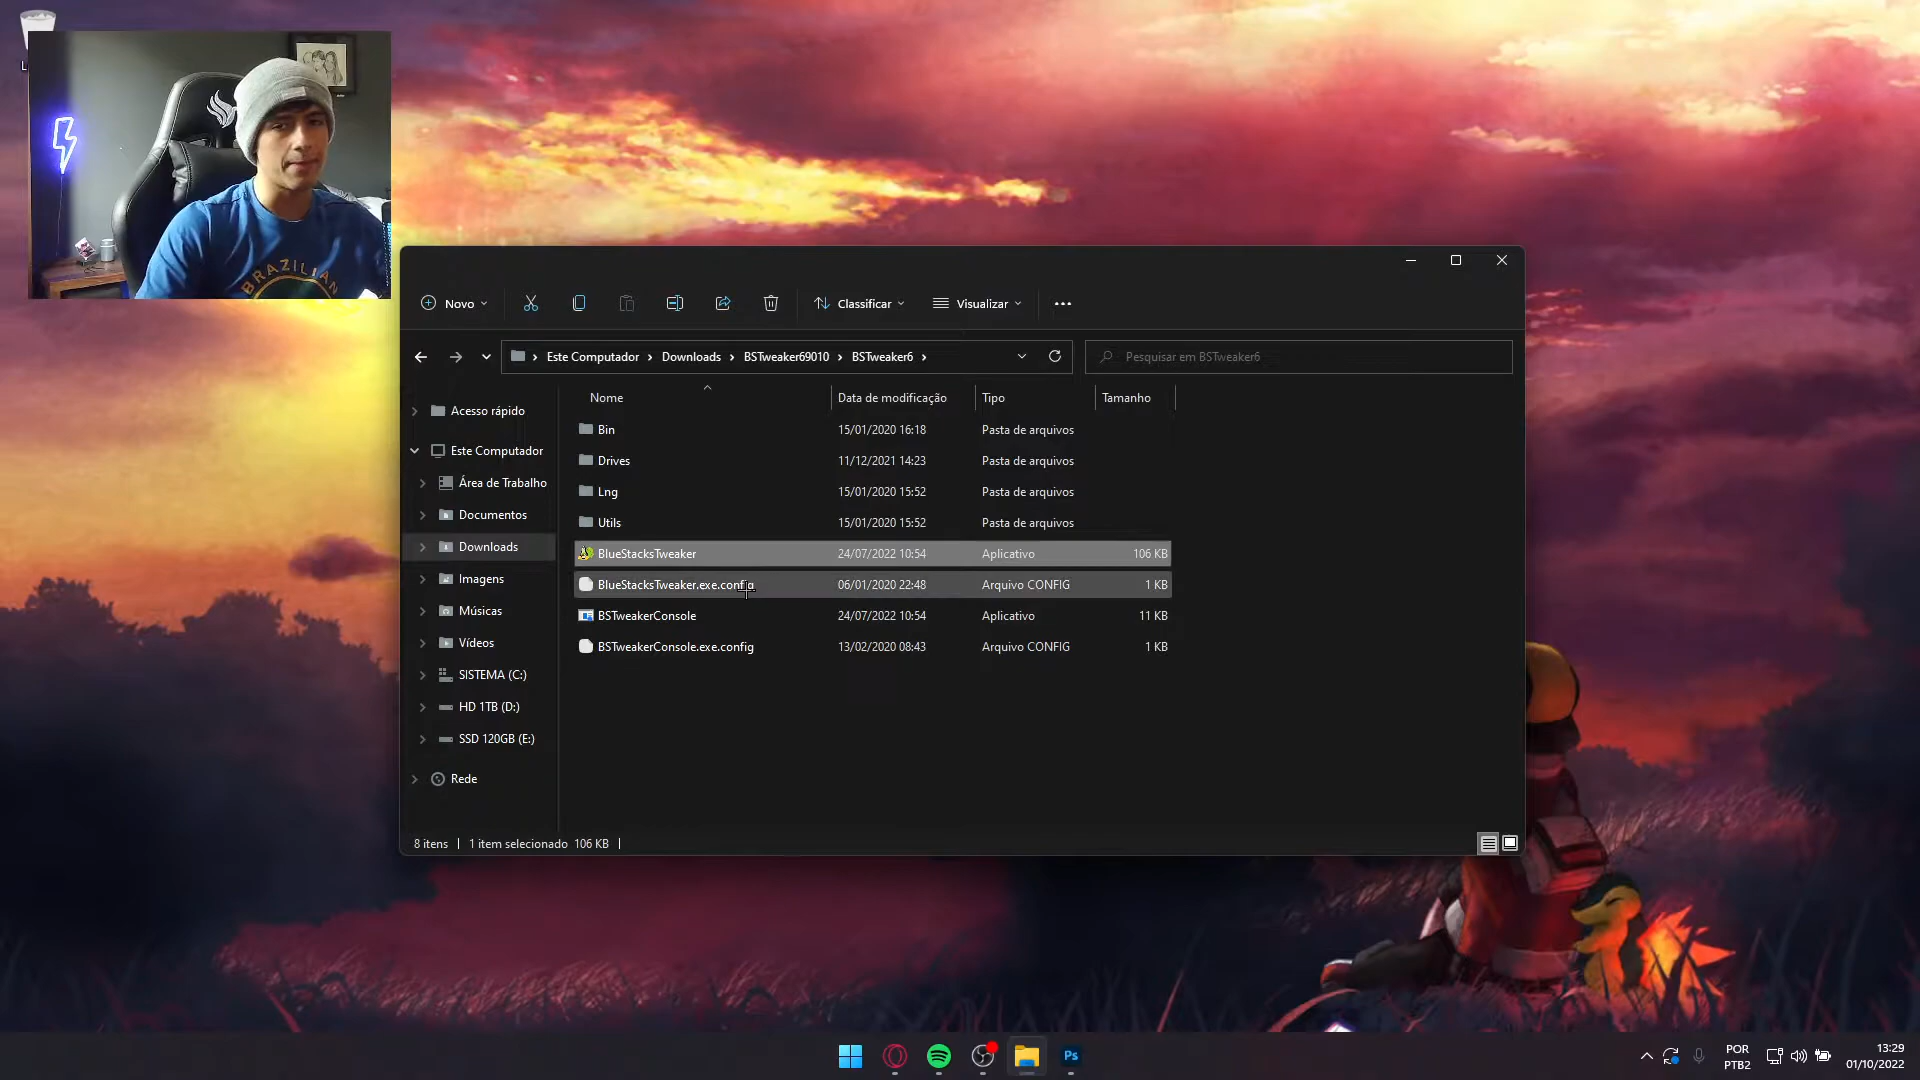 L
BRAZILIAN
Novo
Classificar
Visualizar
Este Computador
Downloads
BSTweaker69010
BSTweaker6
Pesquisar em BSTweaker6
Nome
Data de modificação
Tipo
Tamanho
Acesso rápido
Este Computador
Área de Trabalho
Documentos
Downloads
Imagens
Músicas
Vídeos
SISTEMA (C:)
HD 1TB (D:)
SSD 120GB (E:)
Rede
Bin 15/01/2020 16:18 Pasta de arquivos
Drives 11/12/2021 14:23 Pasta de arquivos
Lng 15/01/2020 15:52 Pasta de arquivos
Utils 15/01/2020 15:52 Pasta de arquivos
BlueStacksTweaker 24/07/2022 10:54 Aplicativo 106 KB
BlueStacksTweaker.exe.config 06/01/2020 22:48 Arquivo CONFIG 1 KB
BSTweakerConsole 24/07/2022 10:54 Aplicativo 11 KB
BSTweakerConsole.exe.config 13/02/2020 08:43 Arquivo CONFIG 1 KB
8 itens
1 item selecionado 106 KB
Ps
POR
PTB2
13:29
01/10/2022